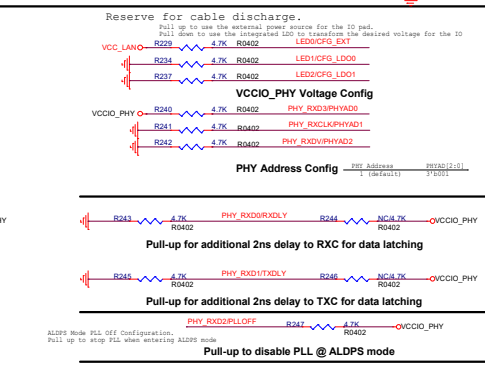 Reserve for cable discharge.
Pull up to use the external power source for the IO pad.
Pull down to use the integrated LDO to transform the desired voltage for the IO
VCC_LAN R229 4.7K R0402 LED0/CFG_EXT
R234 4.7K R0402 LED1/CFG_LDO0
R237 4.7K R0402 LED2/CFG_LDO1
VCCIO_PHY Voltage Config
VCCIO_PHY R240 4.7K R0402 PHY_RXD3/PHYAD0
R241 4.7K R0402 PHY_RXCLK/PHYAD1
R242 4.7K R0402 PHY_RXDV/PHYAD2
PHY Address Config
PHY Address PHYAD[2:0]
1 (default) 3'b001
HY
R243 4.7K R0402 PHY_RXD0/RXDLY R244 NC/4.7K R0402 VCCIO_PHY
Pull-up for additional 2ns delay to RXC for data latching
R245 4.7K R0402 PHY_RXD1/TXDLY R246 NC/4.7K R0402 VCCIO_PHY
Pull-up for additional 2ns delay to TXC for data latching
PHY_RXD2/PLLOFF R247 4.7K R0402 VCCIO_PHY
ALDPS Mode PLL Off Configuration.
Pull up to stop PLL when entering ALDPS mode
Pull-up to disable PLL @ ALDPS mode